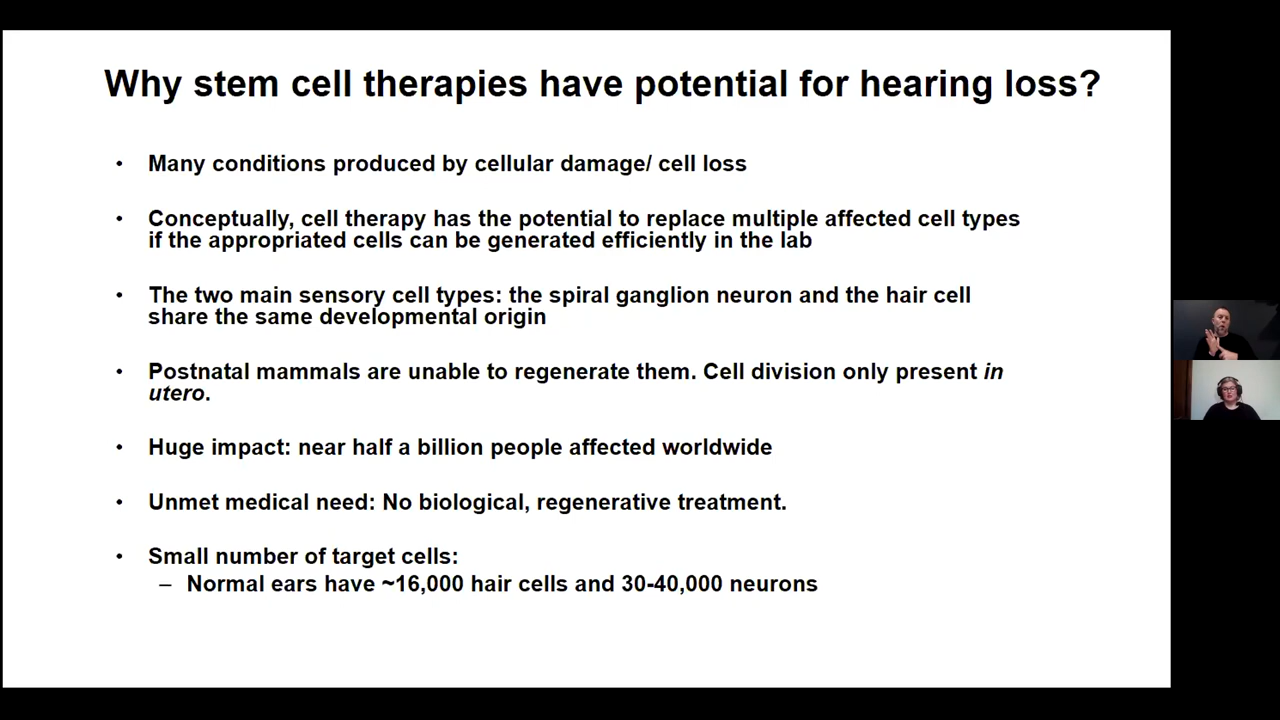 Why stem cell therapies have potential for hearing loss?
• Many conditions produced by cellular damage/ cell loss
• Conceptually, cell therapy has the potential to replace multiple affected cell types
if the appropriated cells can be generated efficiently in the lab
• The two main sensory cell types: the spiral ganglion neuron and the hair cell
share the same developmental origin
• Postnatal mammals are unable to regenerate them. Cell division only present in
utero.
• Huge impact: near half a billion people affected worldwide
• Unmet medical need: No biological, regenerative treatment.
• Small number of target cells:
– Normal ears have ~16,000 hair cells and 30-40,000 neurons